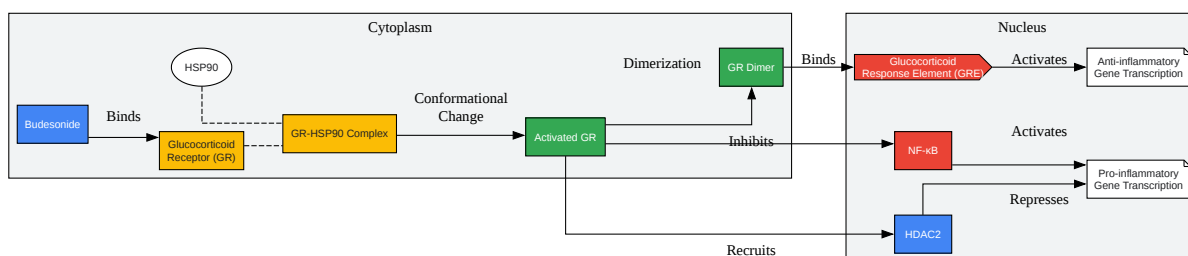 Cytoplasm
Nucleus
HSP90
Budesonide
Binds
Glucocorticoid
Receptor (GR)
GR-HSP90 Complex
Conformational
Change
Activated GR
Dimerization
GR Dimer
Binds
Glucocorticoid
Response Element (GRE)
Activates
Anti-inflammatory
Gene Transcription
Inhibits
NF-κB
Activates
Pro-inflammatory
Gene Transcription
Represses
Recruits
HDAC2